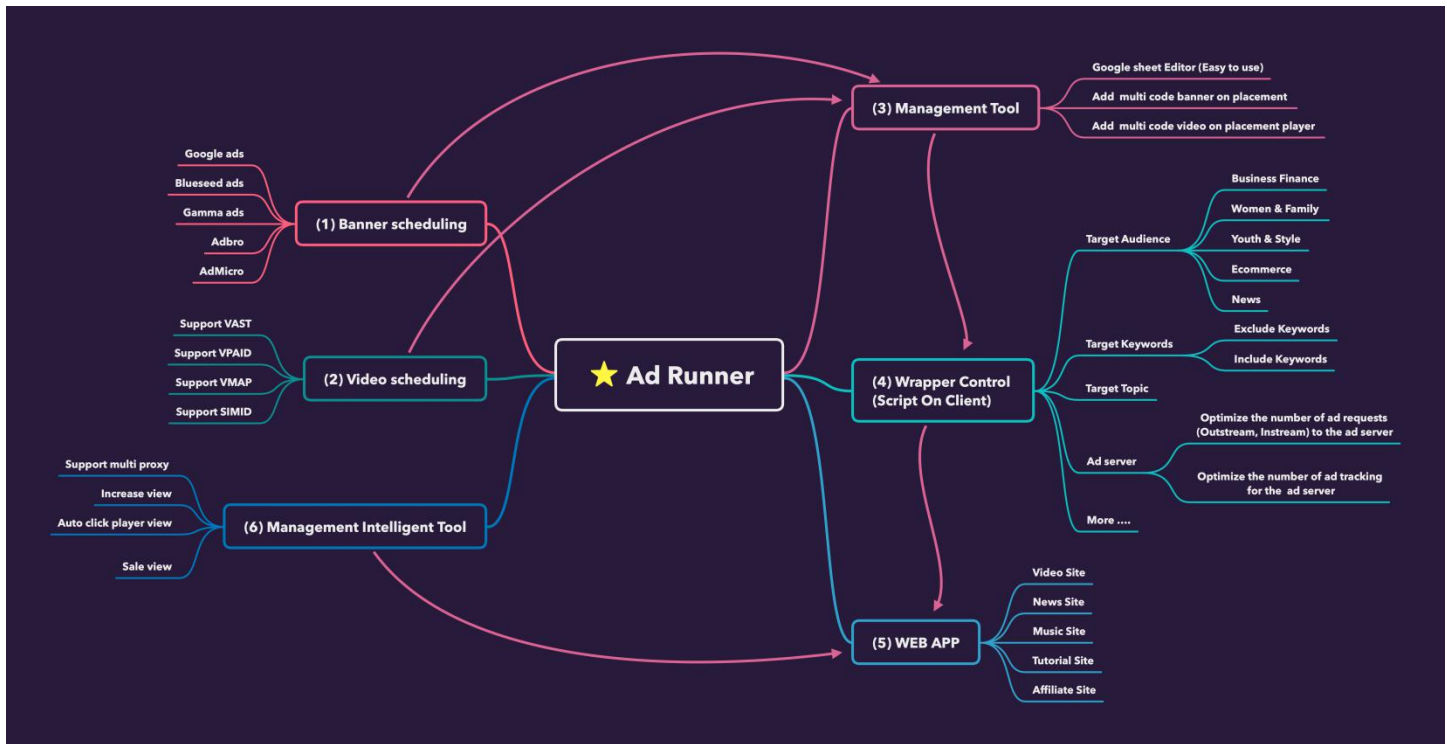 Ad Runner
(1) Banner scheduling
Google ads
Blueseed ads
Gamma ads
Adbro
AdMicro
(2) Video scheduling
Support VAST
Support VPAID
Support VMAP
Support SIMID
(6) Management Intelligent Tool
Support multi proxy
Increase view
Auto click player view
Sale view
(3) Management Tool
Google sheet Editor (Easy to use)
Add multi code banner on placement
Add multi code video on placement player
(4) Wrapper Control
(Script On Client)
Target Audience
Business Finance
Women & Family
Youth & Style
Ecommerce
News
Target Keywords
Exclude Keywords
Include Keywords
Target Topic
Ad server
Optimize the number of ad requests
(Outstream, Instream) to the ad server
Optimize the number of ad tracking
for the ad server
More ....
(5) WEB APP
Video Site
News Site
Music Site
Tutorial Site
Affiliate Site